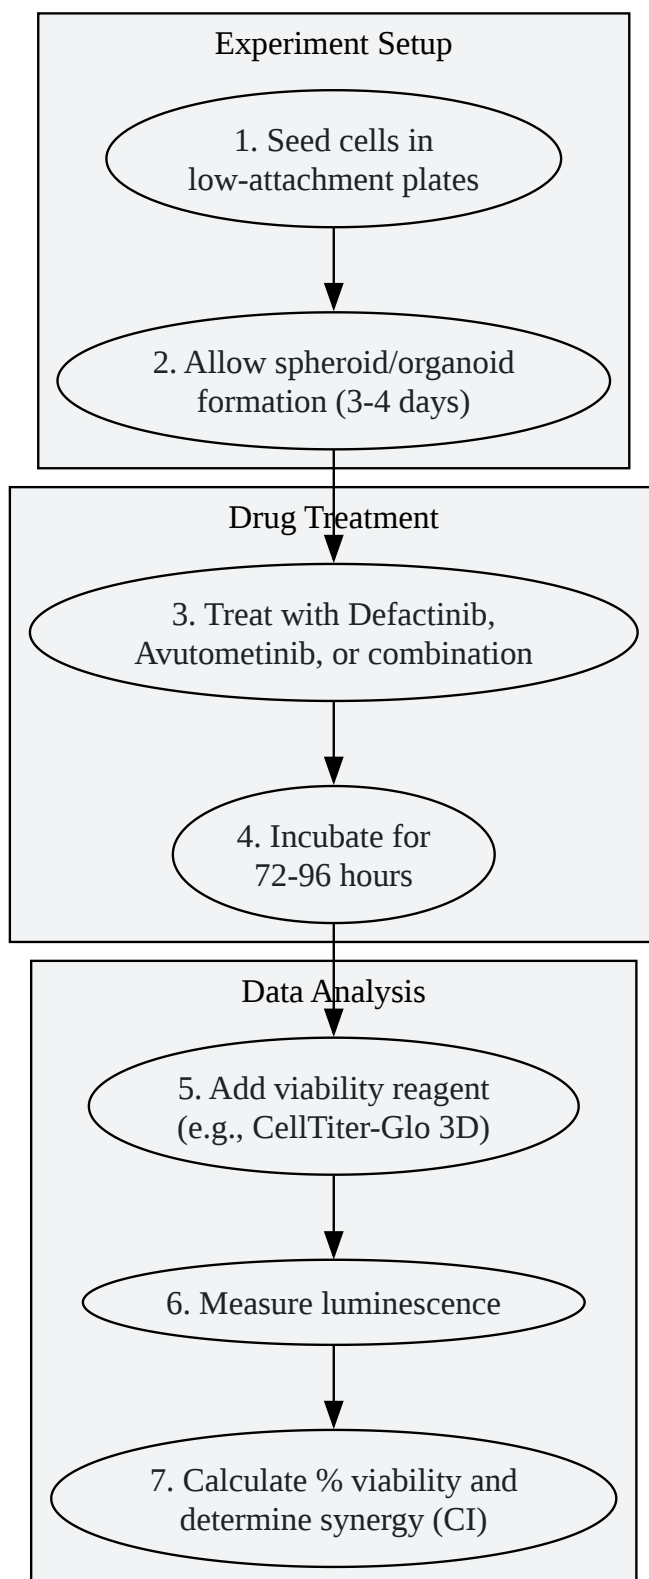 Experiment Setup
1. Seed cells in
low-attachment plates
2. Allow spheroid/organoid
formation (3-4 days)
Drug Treatment
3. Treat with Defactinib,
Avutometinib, or combination
4. Incubate for
72-96 hours
Data Analysis
5. Add viability reagent
(e.g., CellTiter-Glo 3D)
6. Measure luminescence
7. Calculate % viability and
determine synergy (CI)